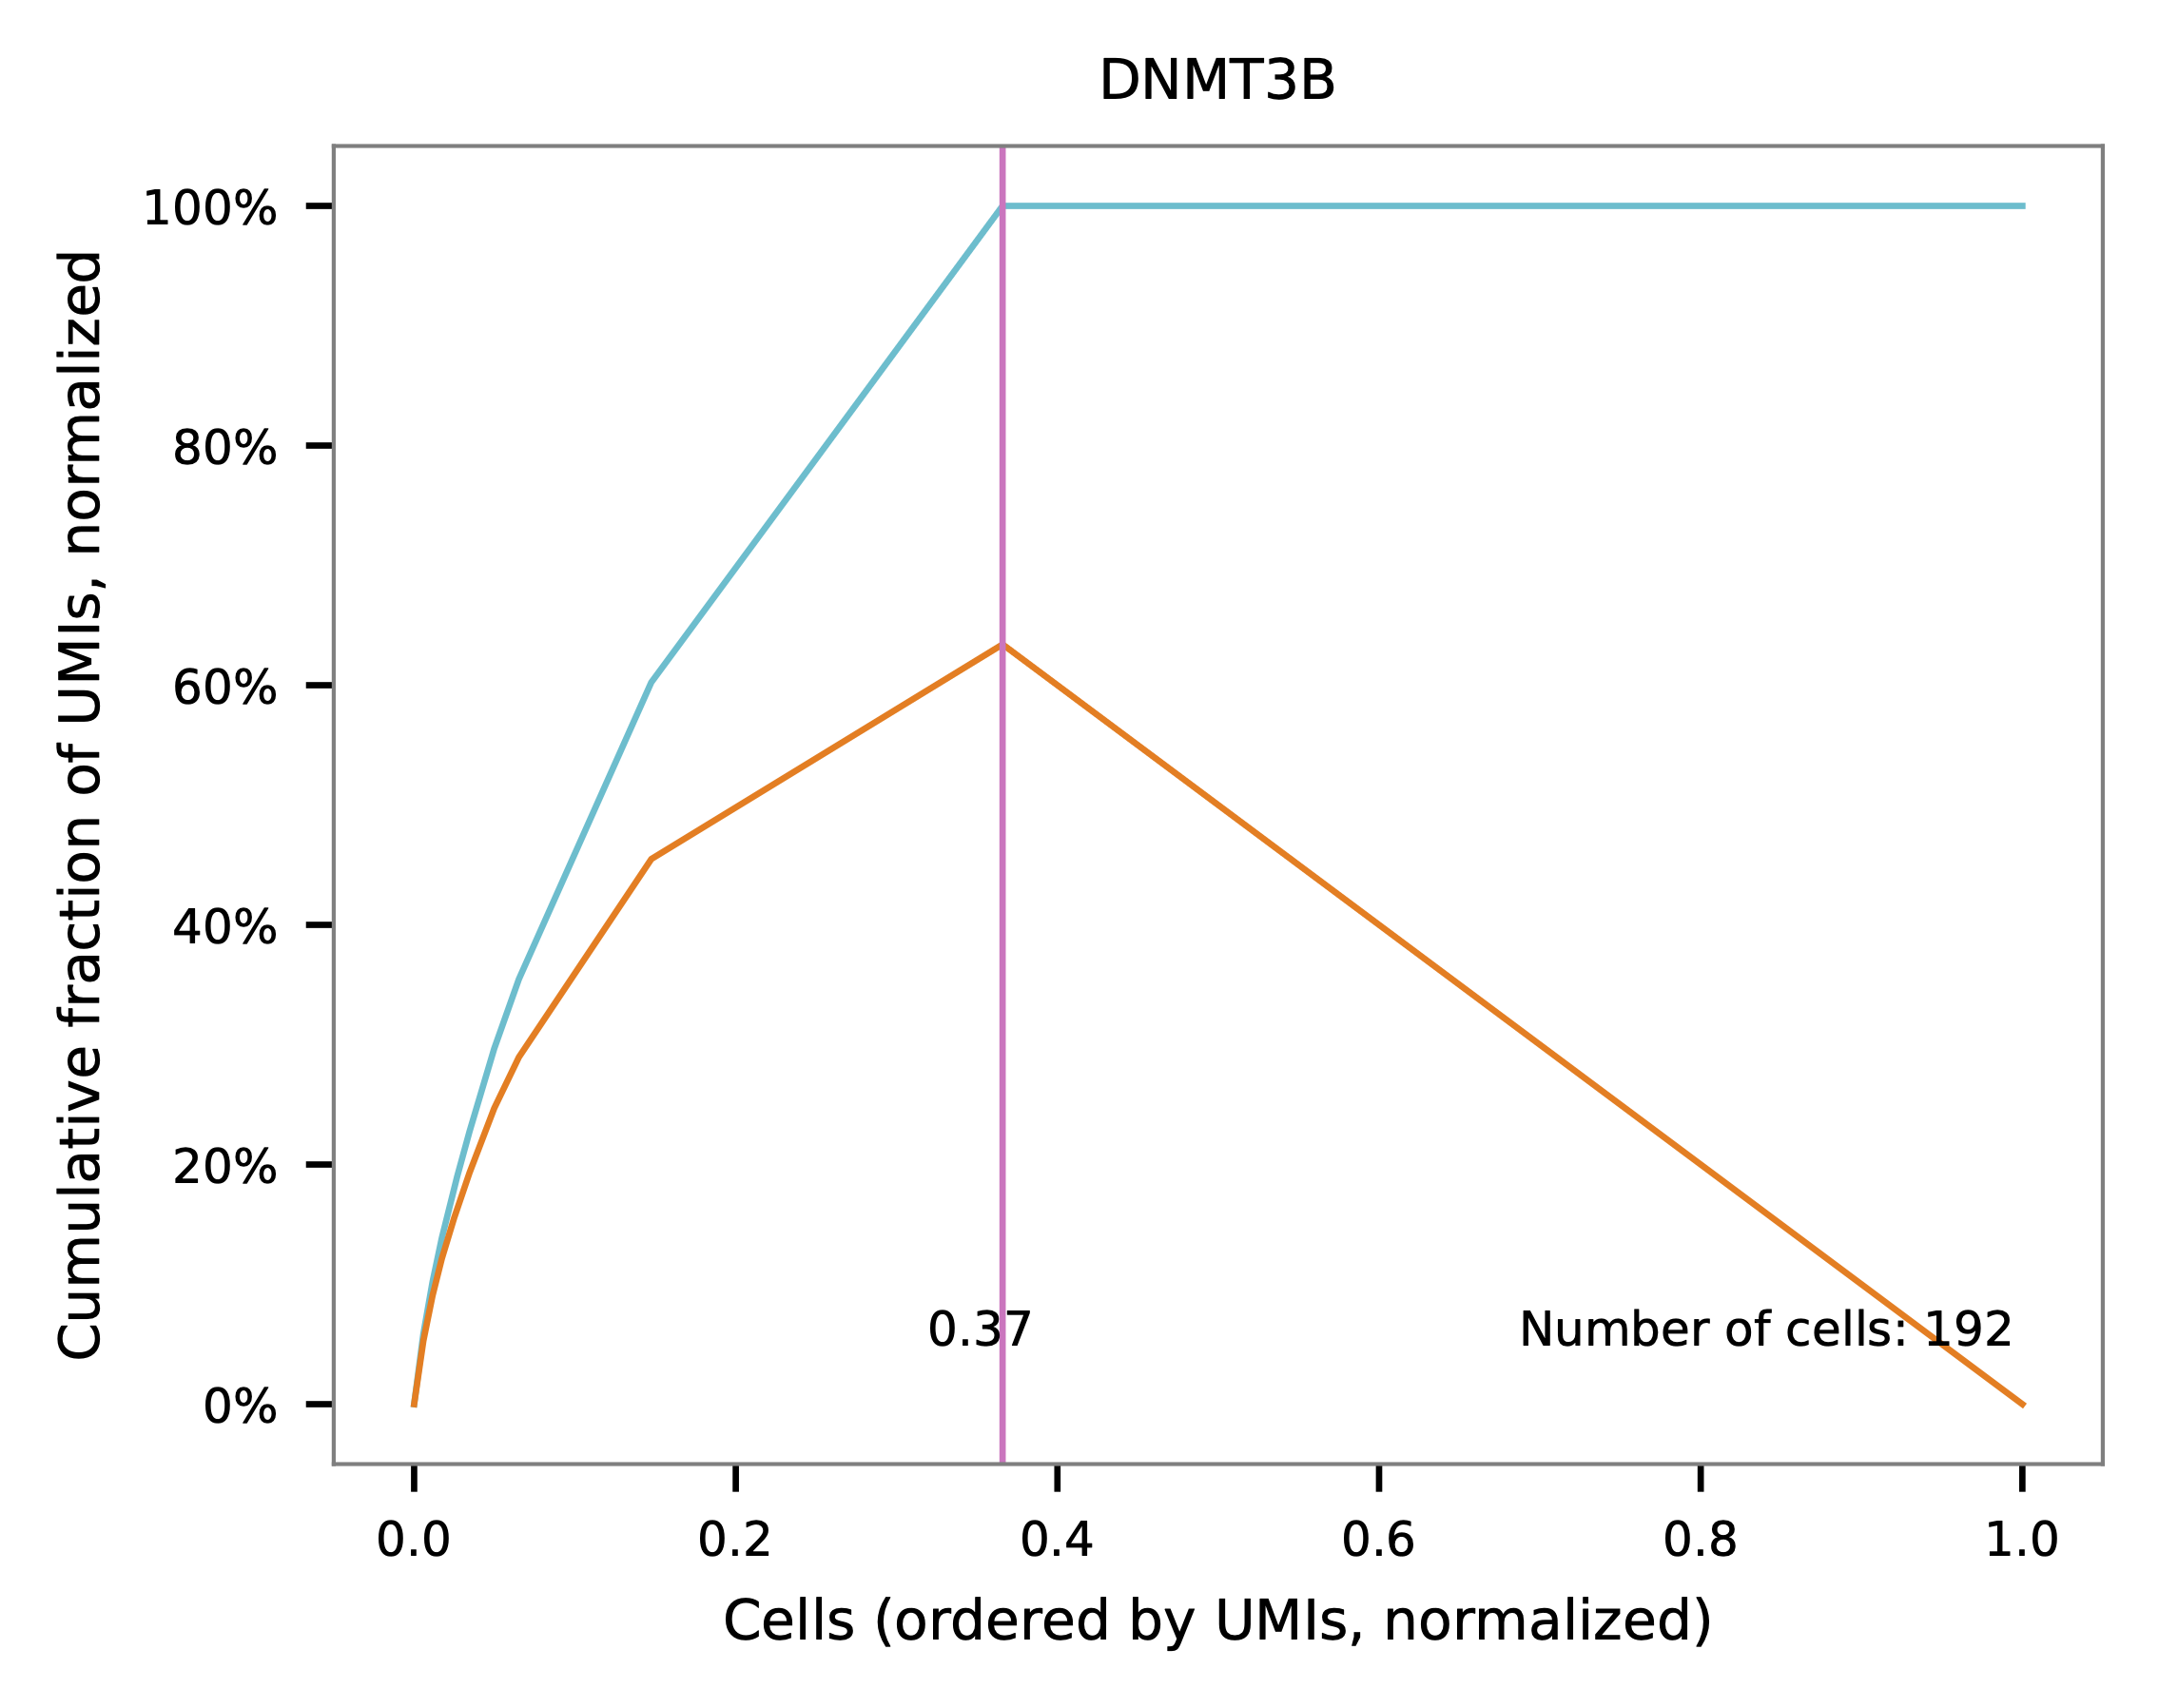 DNMT3B
Cumulative fraction of UMIs, normalized
100%
80%
60%
40%
20%
0%
0.37
Number of cells: 192
0.0 0.2 0.4 0.6 0.8 1.0
Cells (ordered by UMIs, normalized)